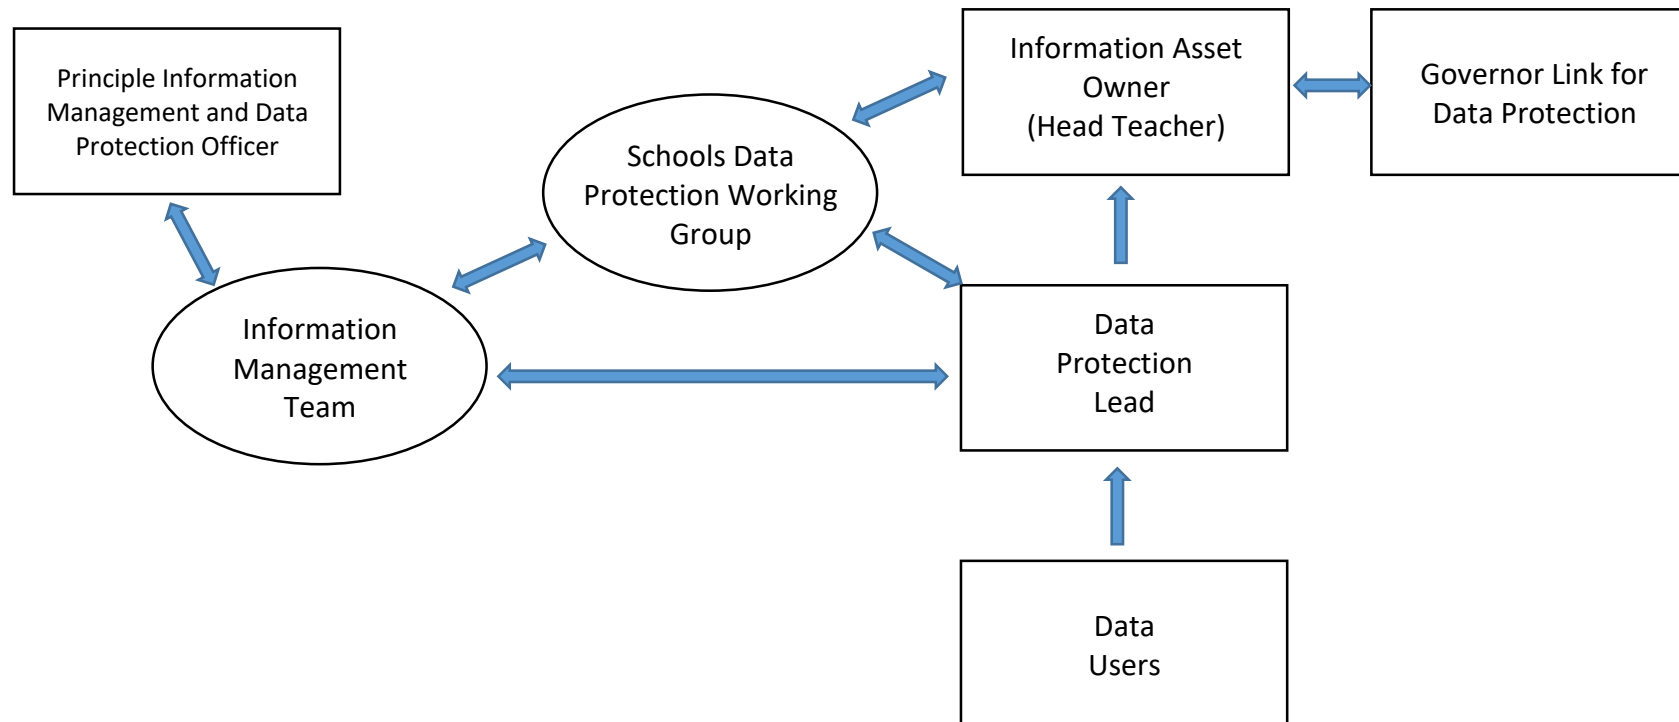 Principle Information
Management and Data
Protection Officer
Schools Data
Protection Working
Group
Information Asset
Owner
(Head Teacher)
Governor Link for
Data Protection
Information
Management
Team
Data
Protection
Lead
Data
Users